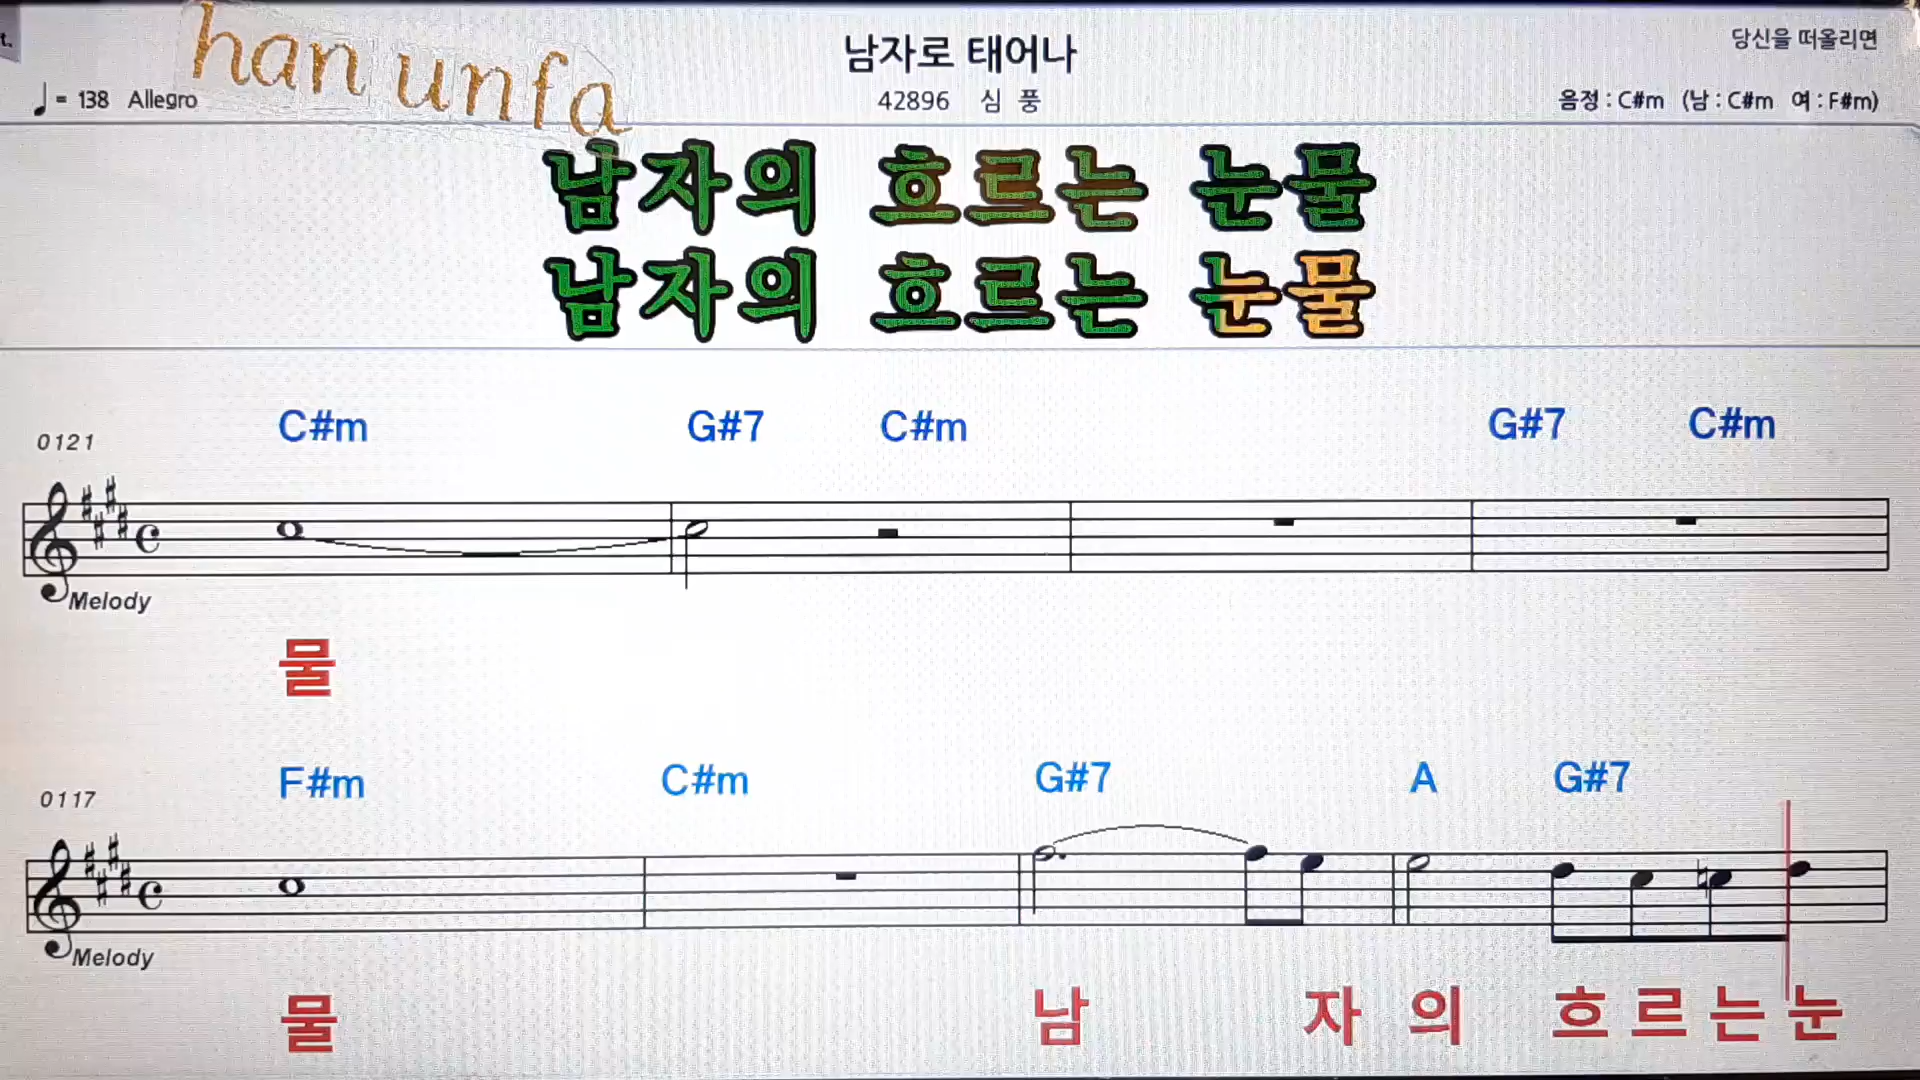 t.
han unfa
남자로 태어나
당신을 떠올리면
♩= 138 Allegro
42896 심 풍
음정 : C#m (남 : C#m 여 : F#m)
남자의 흐르는 눈물
남자의 흐르는 눈물
C#m G#7 C#m G#7 C#m
0121
Melody
물
F#m C#m G#7 A G#7
0117
Melody
물 남 자 의 흐 르 는 눈